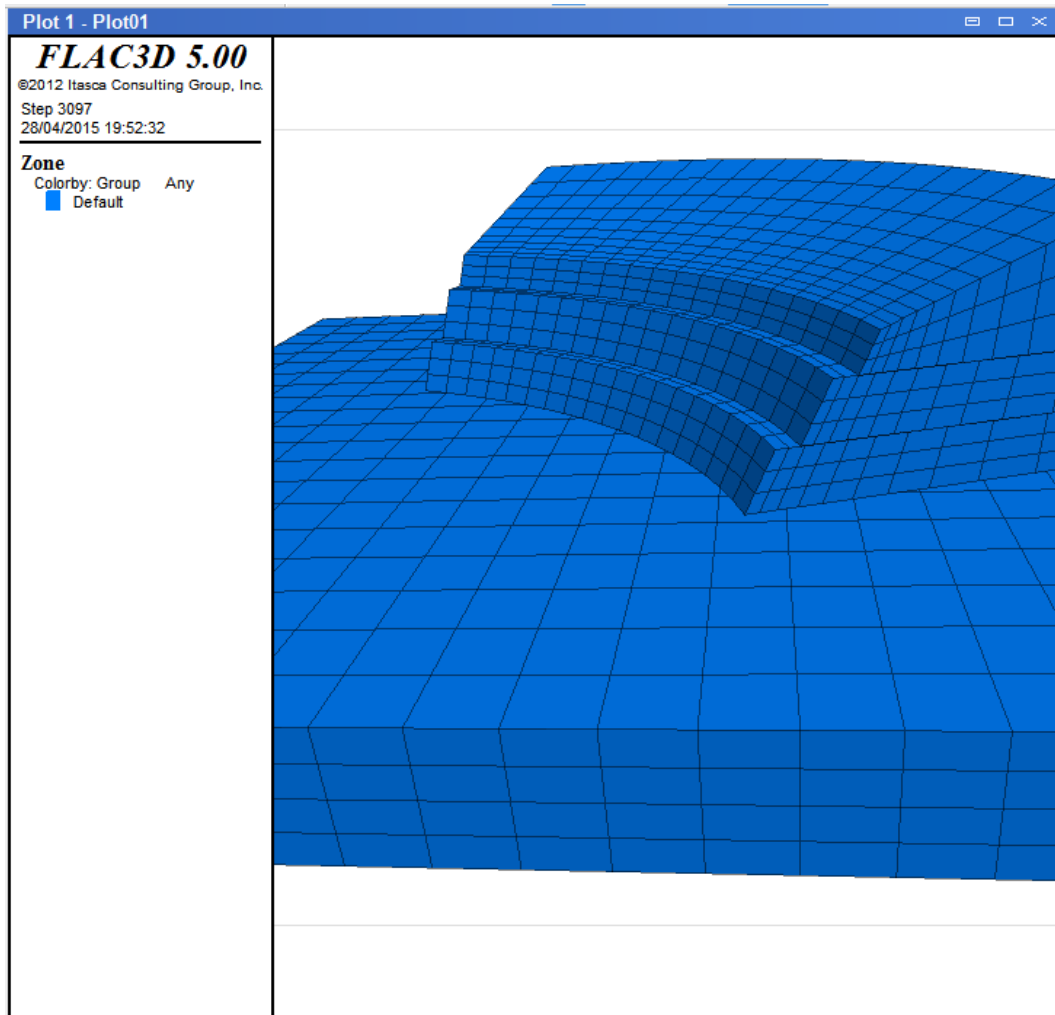 Plot 1 - Plot01
FLAC3D 5.00
©2012 Itasca Consulting Group, Inc.
Step 3097
28/04/2015 19:52:32
Zone
Colorby: Group Any
Default